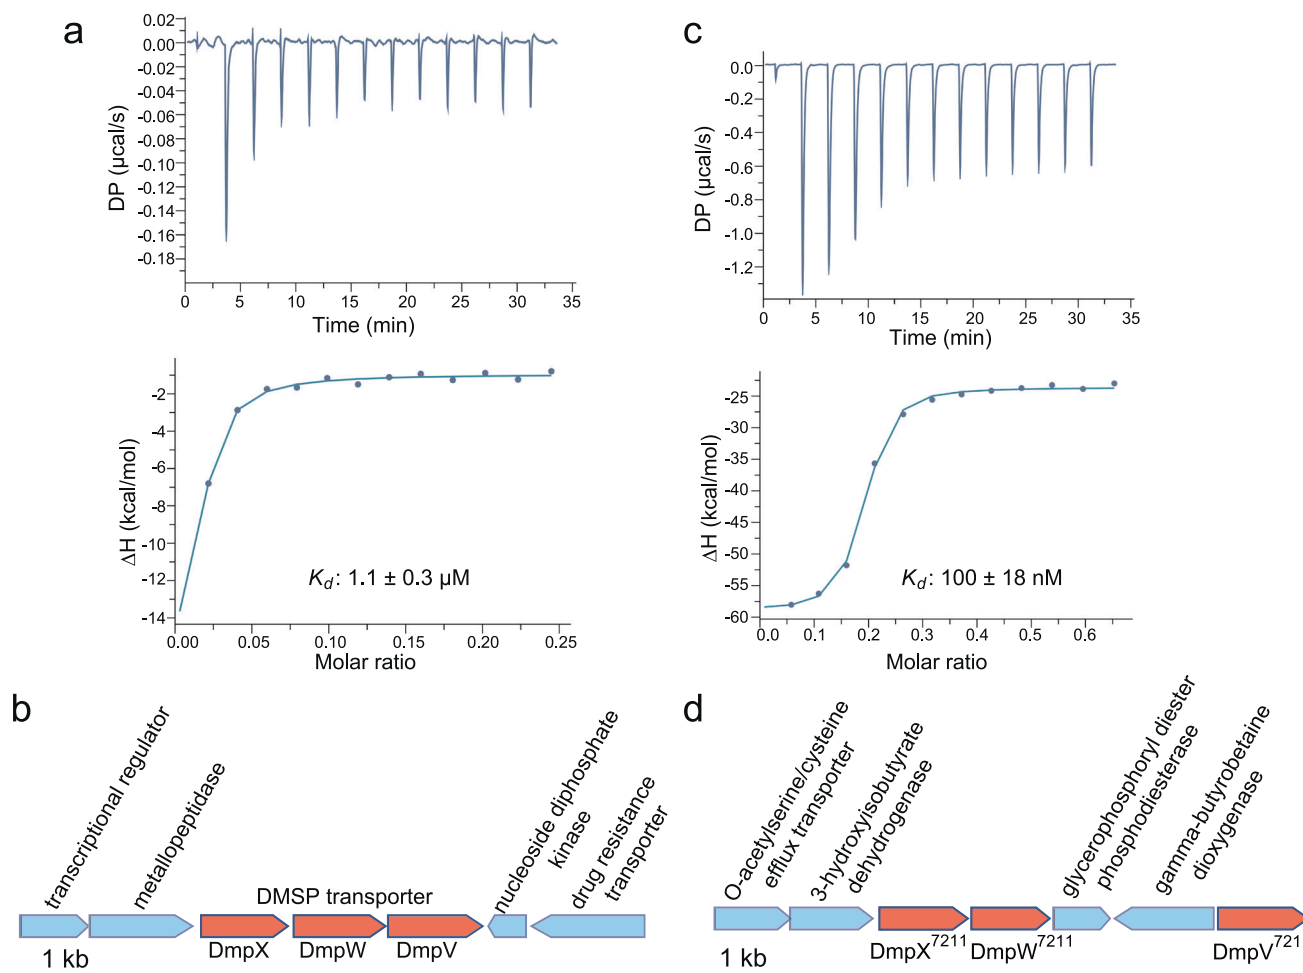 a
0.02
0.00
-0.02
-0.04
-0.06
-0.08
-0.10
-0.12
-0.14
-0.16
-0.18
DP (µcal/s)
0 5 10 15 20 25 30 35
Time (min)
-2
-4
-6
-8
-10
-12
-14
ΔH (kcal/mol)
Kd: 1.1 ± 0.3 µM
0.00 0.05 0.10 0.15 0.20 0.25
Molar ratio
c
0.0
-0.2
-0.4
-0.6
-0.8
-1.0
-1.2
DP (µcal/s)
0 5 10 15 20 25 30 35
Time (min)
-25
-30
-35
-40
-45
-50
-55
-60
ΔH (kcal/mol)
Kd: 100 ± 18 nM
0.0 0.1 0.2 0.3 0.4 0.5 0.6
Molar ratio
b
transcriptional regulator
metallopeptidase
DMSP transporter
nucleoside diphosphate
kinase
drug resistance
transporter
DmpX DmpW DmpV
1 kb
d
O-acetylserine/cysteine
efflux transporter
3-hydroxyisobutyrate
dehydrogenase
glycerophosphoryl diester
phosphodiesterase
gamma-butyrobetaine
dioxygenase
DmpX7211 DmpW7211 DmpV721
1 kb